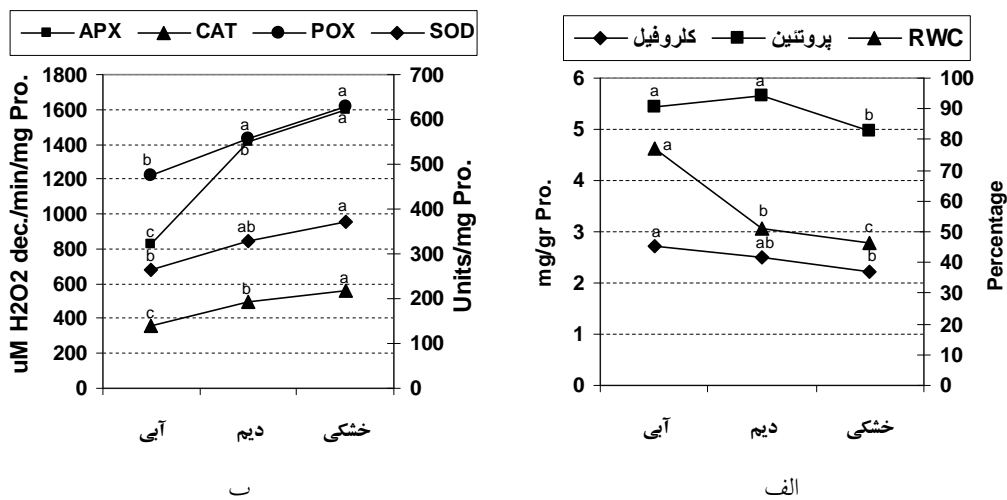 APX CAT POX SOD
1800
1600
1400
1200
1000
800
600
400
200
0
uM H2O2 dec./min/mg Pro.
700
600
500
400
300
200
100
0
Units/mg Pro.
b
a
a
c
b
a
b
ab
a
c
b
a
آبی دیم خشکی
ب
کلروفیل پروتئین RWC
6
5
4
3
2
1
0
mg/gr Pro.
100
90
80
70
60
50
40
30
20
10
0
Percentage
a
a
b
a
b
c
a
ab
b
آبی دیم خشکی
الف